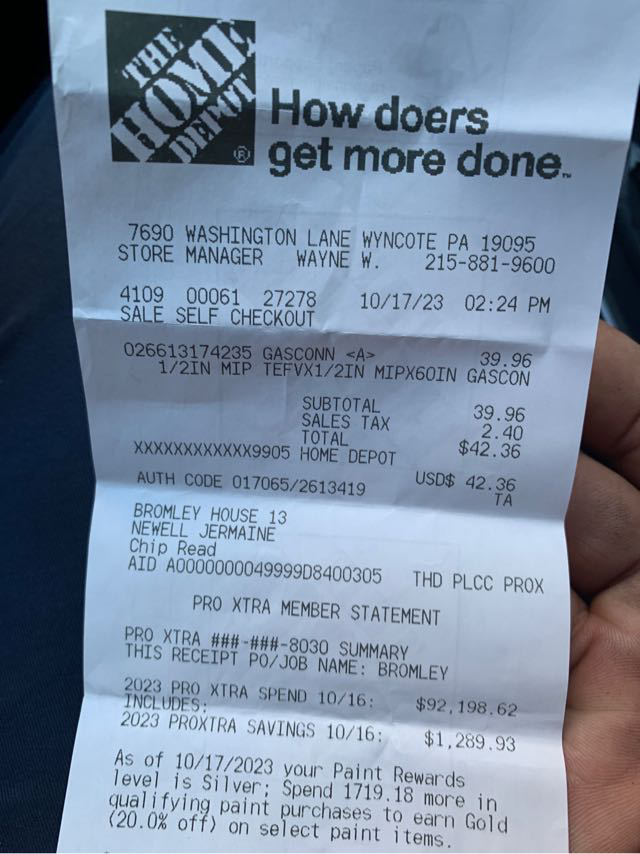 THE
HOME
DEPOT
®
How doers
get more done™
7690 WASHINGTON LANE WYNCOTE PA 19095
STORE MANAGER WAYNE W. 215-881-9600
4109 00061 27278 10/17/23 02:24 PM
SALE SELF CHECKOUT
026613174235 GASCONN <A> 39.96
1/2IN MIP TEFVX1/2IN MIPX60IN GASCON
SUBTOTAL 39.96
SALES TAX 2.40
TOTAL $42.36
XXXXXXXXXXXX9905 HOME DEPOT
USD$ 42.36
AUTH CODE 017065/2613419 TA
BROMLEY HOUSE 13
NEWELL JERMAINE
Chip Read
AID A0000000049999D8400305 THD PLCC PROX
PRO XTRA MEMBER STATEMENT
PRO XTRA ###-###-8030 SUMMARY
THIS RECEIPT PO/JOB NAME: BROMLEY
2023 PRO XTRA SPEND 10/16: $92,198.62
INCLUDES:
2023 PROXTRA SAVINGS 10/16: $1,289.93
As of 10/17/2023 your Paint Rewards
level is Silver; Spend 1719.18 more in
qualifying paint purchases to earn Gold
(20.0% off) on select paint items.